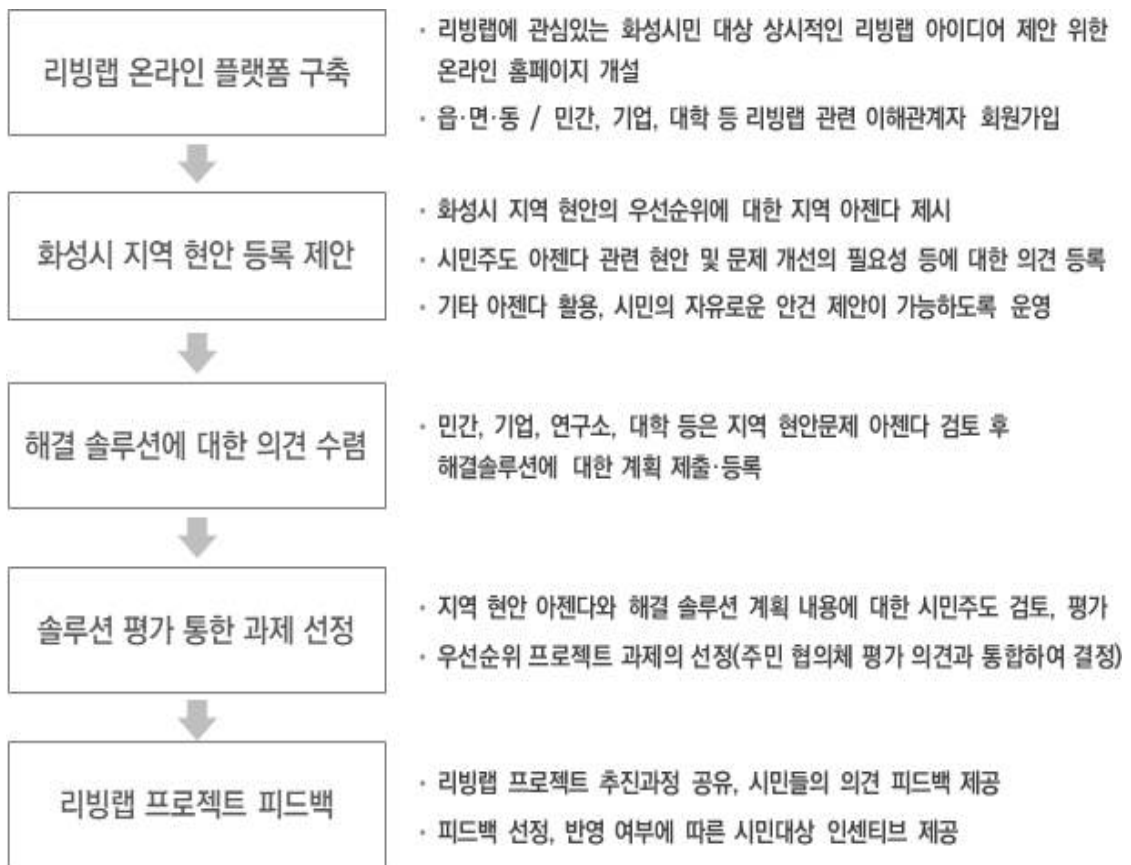 리빙랩 온라인 플랫폼 구축
· 리빙랩에 관심있는 화성시민 대상 상시적인 리빙랩 아이디어 제안 위한
온라인 홈페이지 개설
· 읍·면·동 / 민간, 기업, 대학 등 리빙랩 관련 이해관계자 회원가입
화성시 지역 현안 등록 제안
· 화성시 지역 현안의 우선순위에 대한 지역 아젠다 제시
· 시민주도 아젠다 관련 현안 및 문제 개선의 필요성 등에 대한 의견 등록
· 기타 아젠다 활용, 시민의 자유로운 안건 제안이 가능하도록 운영
해결 솔루션에 대한 의견 수렴
· 민간, 기업, 연구소, 대학 등은 지역 현안문제 아젠다 검토 후
해결솔루션에 대한 계획 제출·등록
솔루션 평가 통한 과제 선정
· 지역 현안 아젠다와 해결 솔루션 계획 내용에 대한 시민주도 검토, 평가
· 우선순위 프로젝트 과제의 선정(주민 협의체 평가 의견과 통합하여 결정)
리빙랩 프로젝트 피드백
· 리빙랩 프로젝트 추진과정 공유, 시민들의 의견 피드백 제공
· 피드백 선정, 반영 여부에 따른 시민대상 인센티브 제공